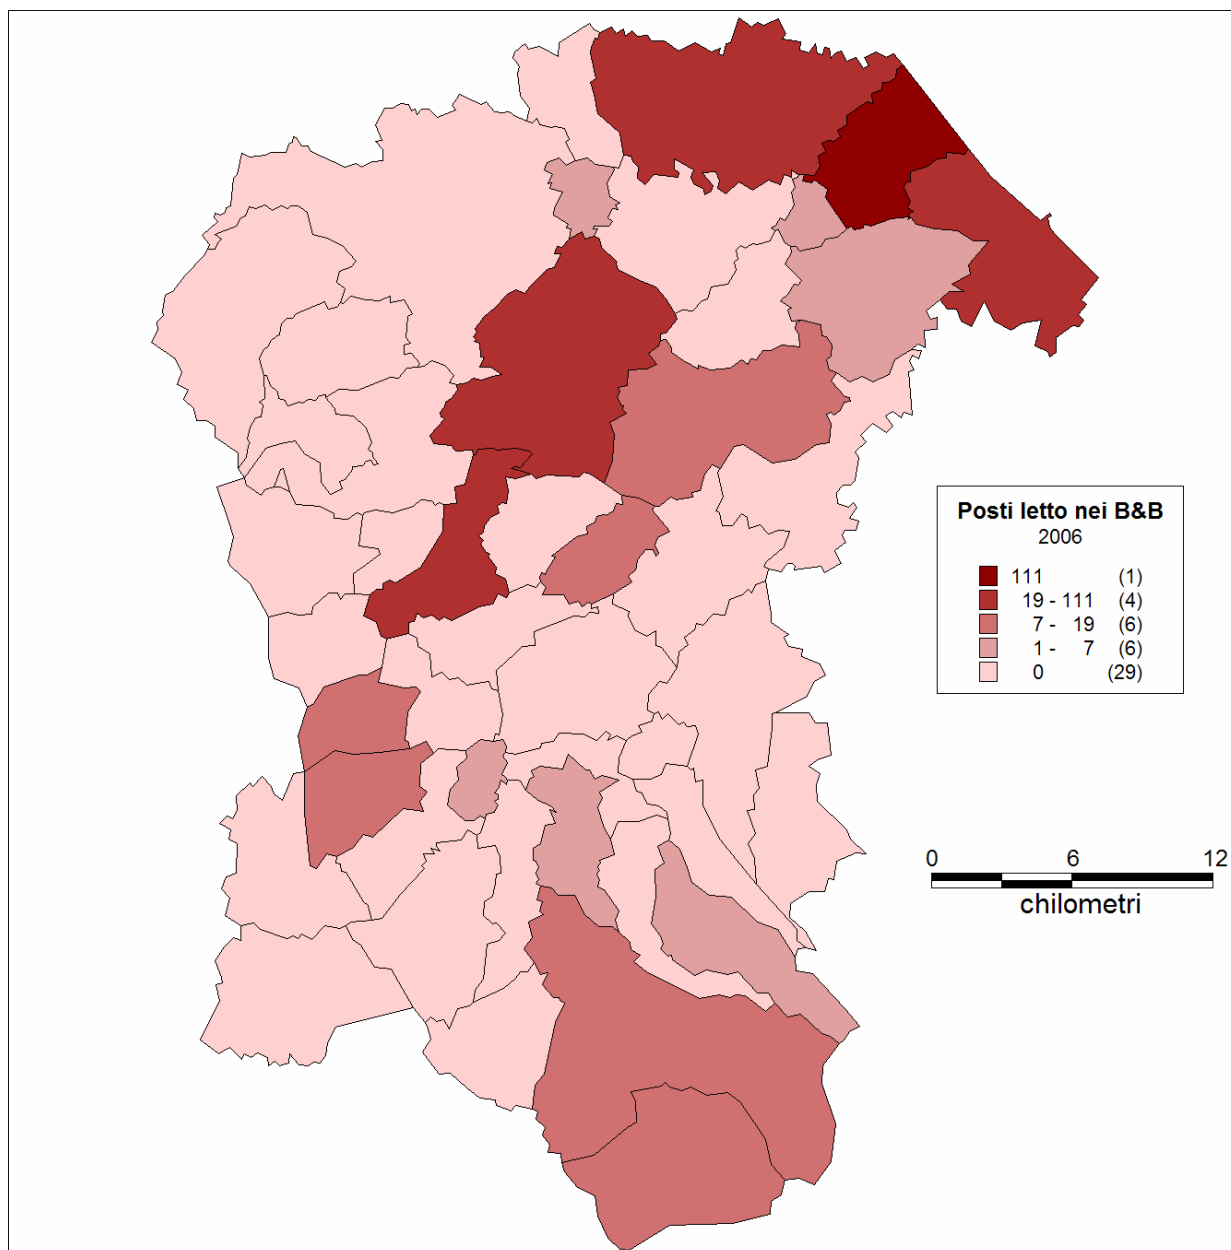 Posti letto nei B&B
2006
111 (1)
19 - 111 (4)
7 - 19 (6)
1 - 7 (6)
0 (29)
0 6 12
chilometri